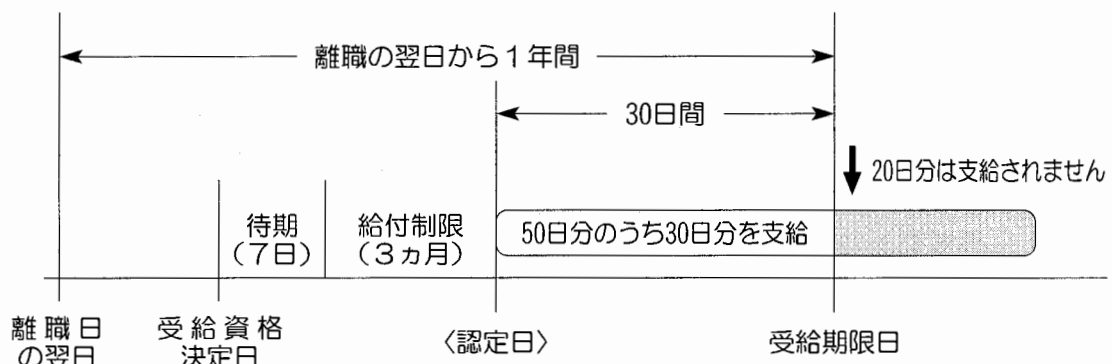 離職の翌日から1年間
30日間
20日分は支給されません
待期
(7日)
給付制限
(3ヵ月)
50日分のうち30日分を支給
離職日
の翌日
受給資格
決定日
〈認定日〉
受給期限日